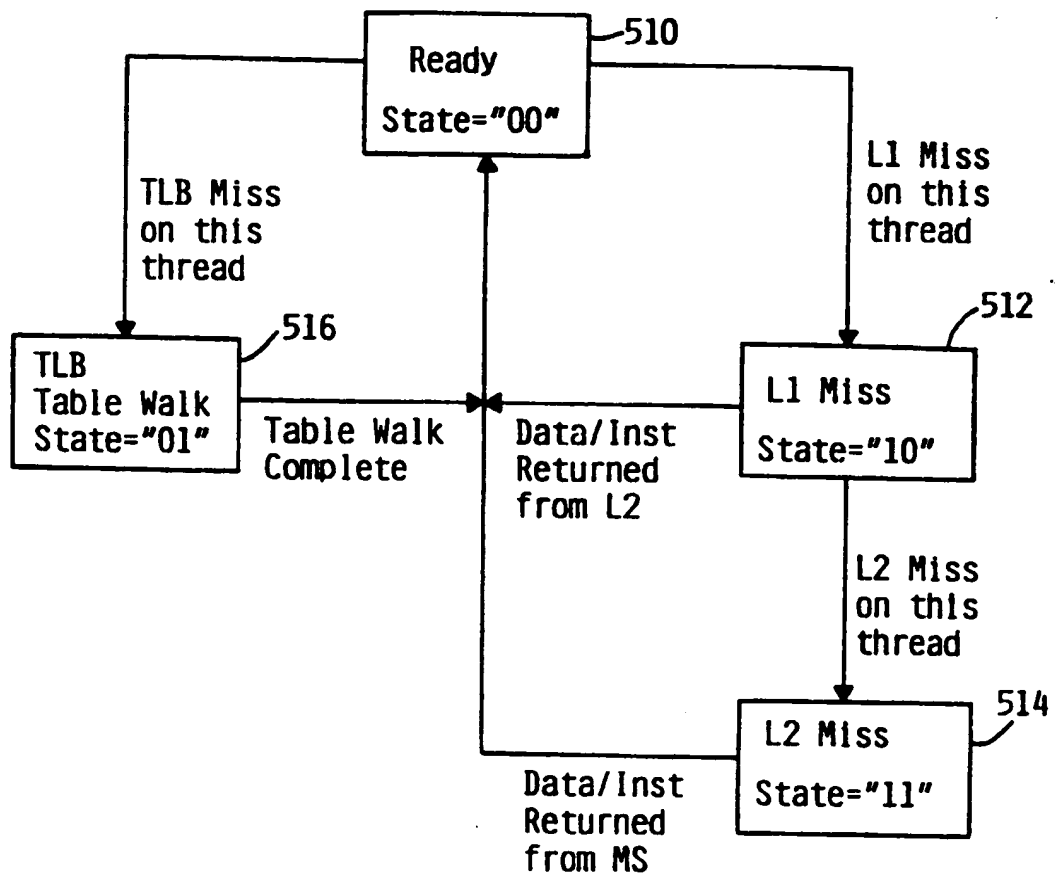 510
Ready
State="00"
TLB Miss
on this
thread
L1 Miss
on this
thread
516
TLB
Table Walk
State="01"
Table Walk
Complete
512
L1 Miss
State="10"
Data/Inst
Returned
from L2
L2 Miss
on this
thread
514
L2 Miss
State="11"
Data/Inst
Returned
from MS